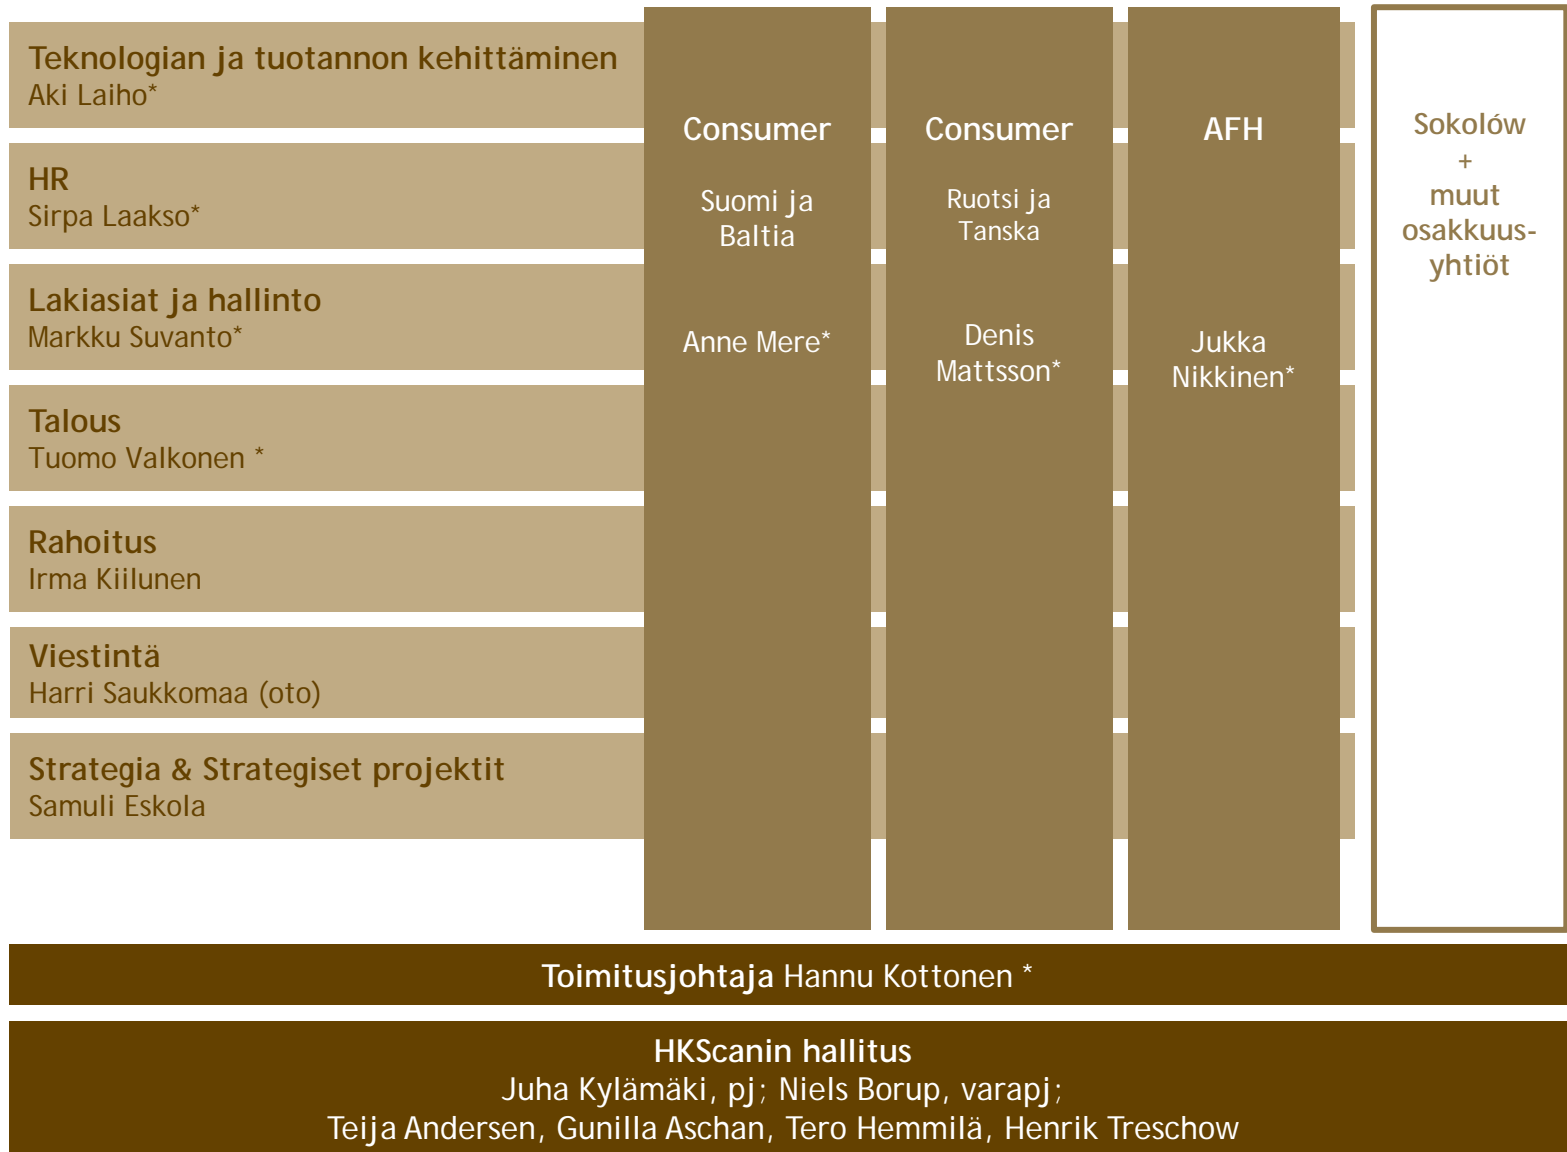 Teknologian ja tuotannon kehittäminen
Aki Laiho*
HR
Sirpa Laakso*
Lakiasiat ja hallinto
Markku Suvanto*
Talous
Tuomo Valkonen *
Rahoitus
Irma Kiilunen
Viestintä
Harri Saukkomaa (oto)
Strategia & Strategiset projektit
Samuli Eskola
Consumer
Suomi ja
Baltia
Anne Mere*
Consumer
Ruotsi ja
Tanska
Denis
Mattsson*
AFH
Jukka
Nikkinen*
Sokolów
+
muut
osakkuus-
yhtiöt
Toimitusjohtaja Hannu Kottonen *
HKScanin hallitus
Juha Kylämäki, pj; Niels Borup, varapj;
Teija Andersen, Gunilla Aschan, Tero Hemmilä, Henrik Treschow